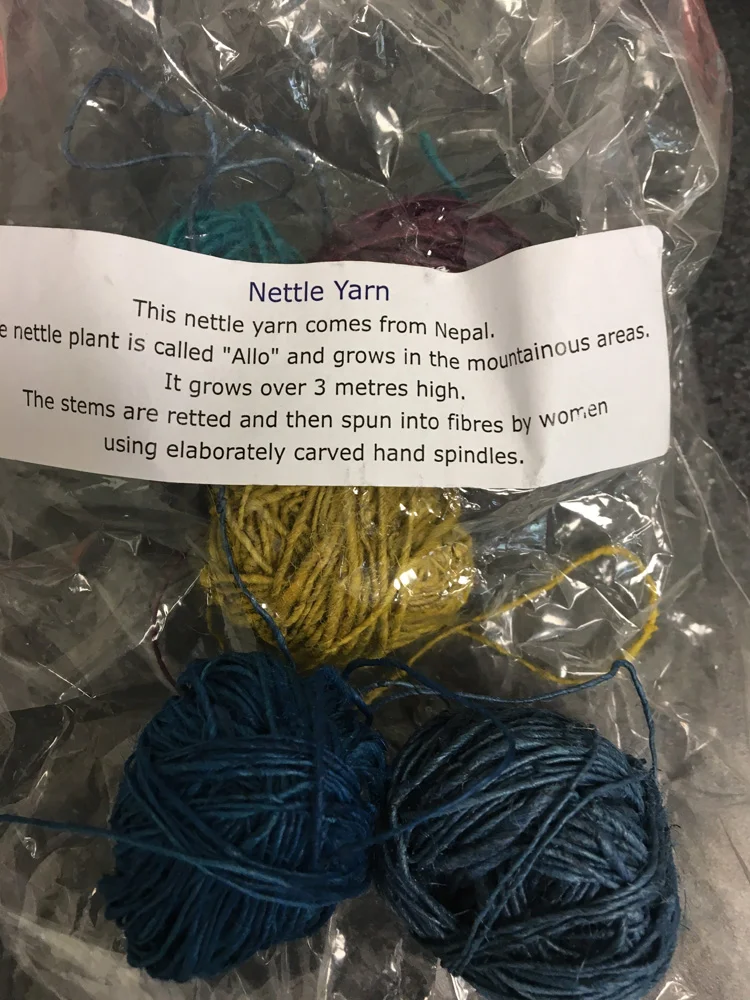 Nettle Yarn
This nettle yarn comes from Nepal.
e nettle plant is called "Allo" and grows in the mountainous areas.
It grows over 3 metres high.
The stems are retted and then spun into fibres by women
using elaborately carved hand spindles.